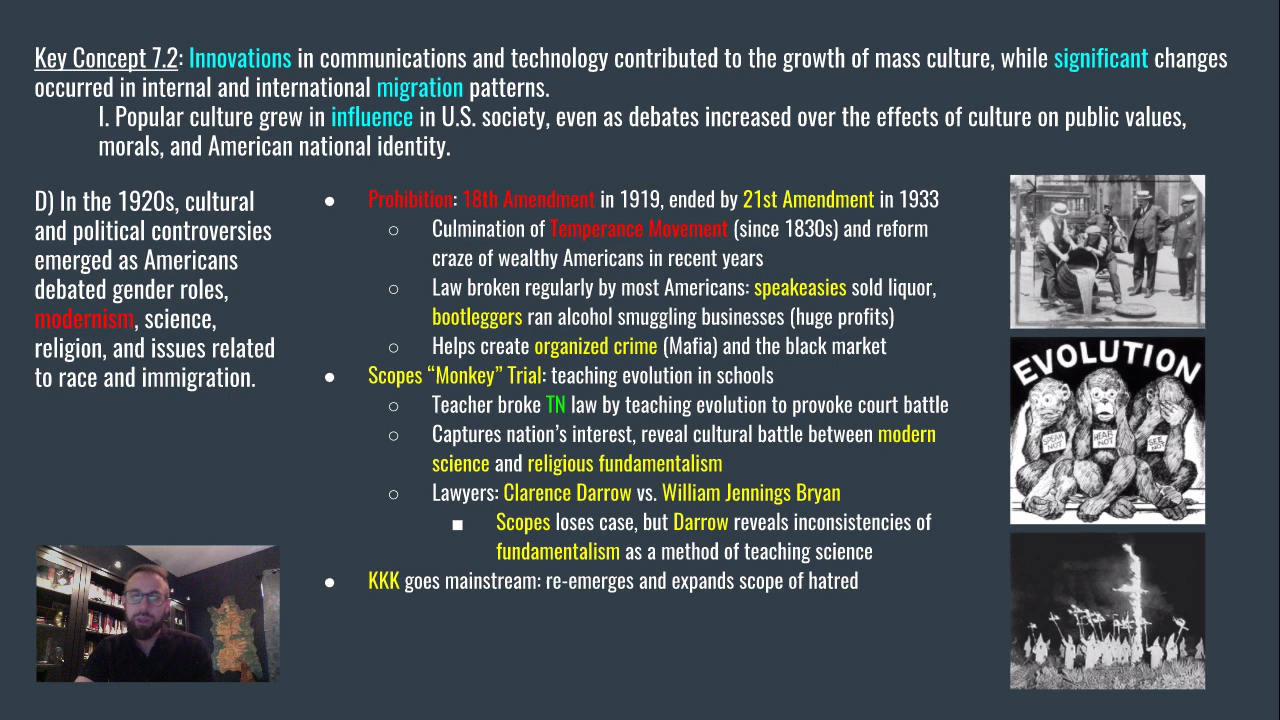 Key Concept 7.2: Innovations in communications and technology contributed to the growth of mass culture, while significant changes
occurred in internal and international migration patterns.
I. Popular culture grew in influence in U.S. society, even as debates increased over the effects of culture on public values,
morals, and American national identity.
D) In the 1920s, cultural
and political controversies
emerged as Americans
debated gender roles,
modernism, science,
religion, and issues related
to race and immigration.
● Prohibition: 18th Amendment in 1919, ended by 21st Amendment in 1933
○ Culmination of Temperance Movement (since 1830s) and reform
craze of wealthy Americans in recent years
○ Law broken regularly by most Americans: speakeasies sold liquor,
bootleggers ran alcohol smuggling businesses (huge profits)
○ Helps create organized crime (Mafia) and the black market
● Scopes “Monkey” Trial: teaching evolution in schools
○ Teacher broke TN law by teaching evolution to provoke court battle
○ Captures nation’s interest, reveal cultural battle between modern
science and religious fundamentalism
○ Lawyers: Clarence Darrow vs. William Jennings Bryan
■ Scopes loses case, but Darrow reveals inconsistencies of
fundamentalism as a method of teaching science
● KKK goes mainstream: re-emerges and expands scope of hatred
EVOLUTION
SPEAK NOT
HEAR NOT
SEE NOT